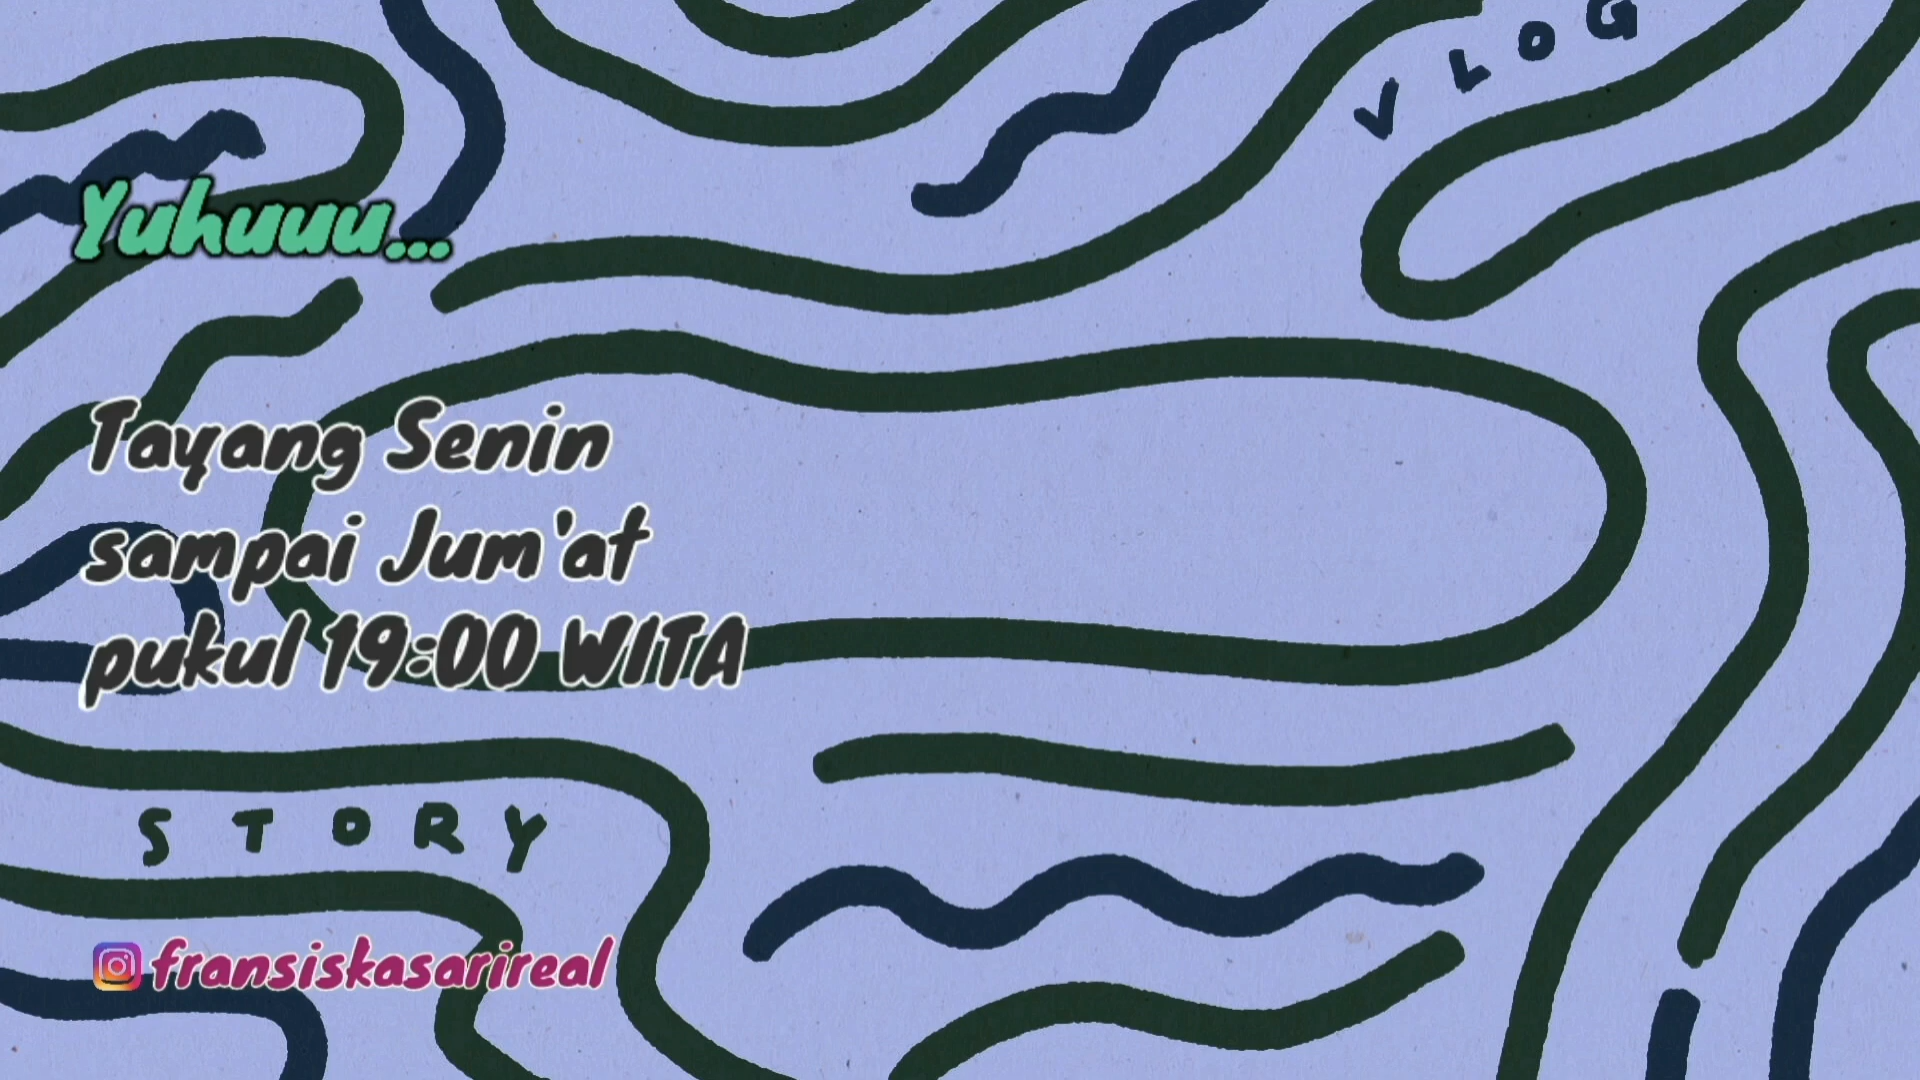 VLOG
Yuhuuu...
Tayang Senin
sampai Jum'at
pukul 19:00 WITA
STORY
fransiskasarireal